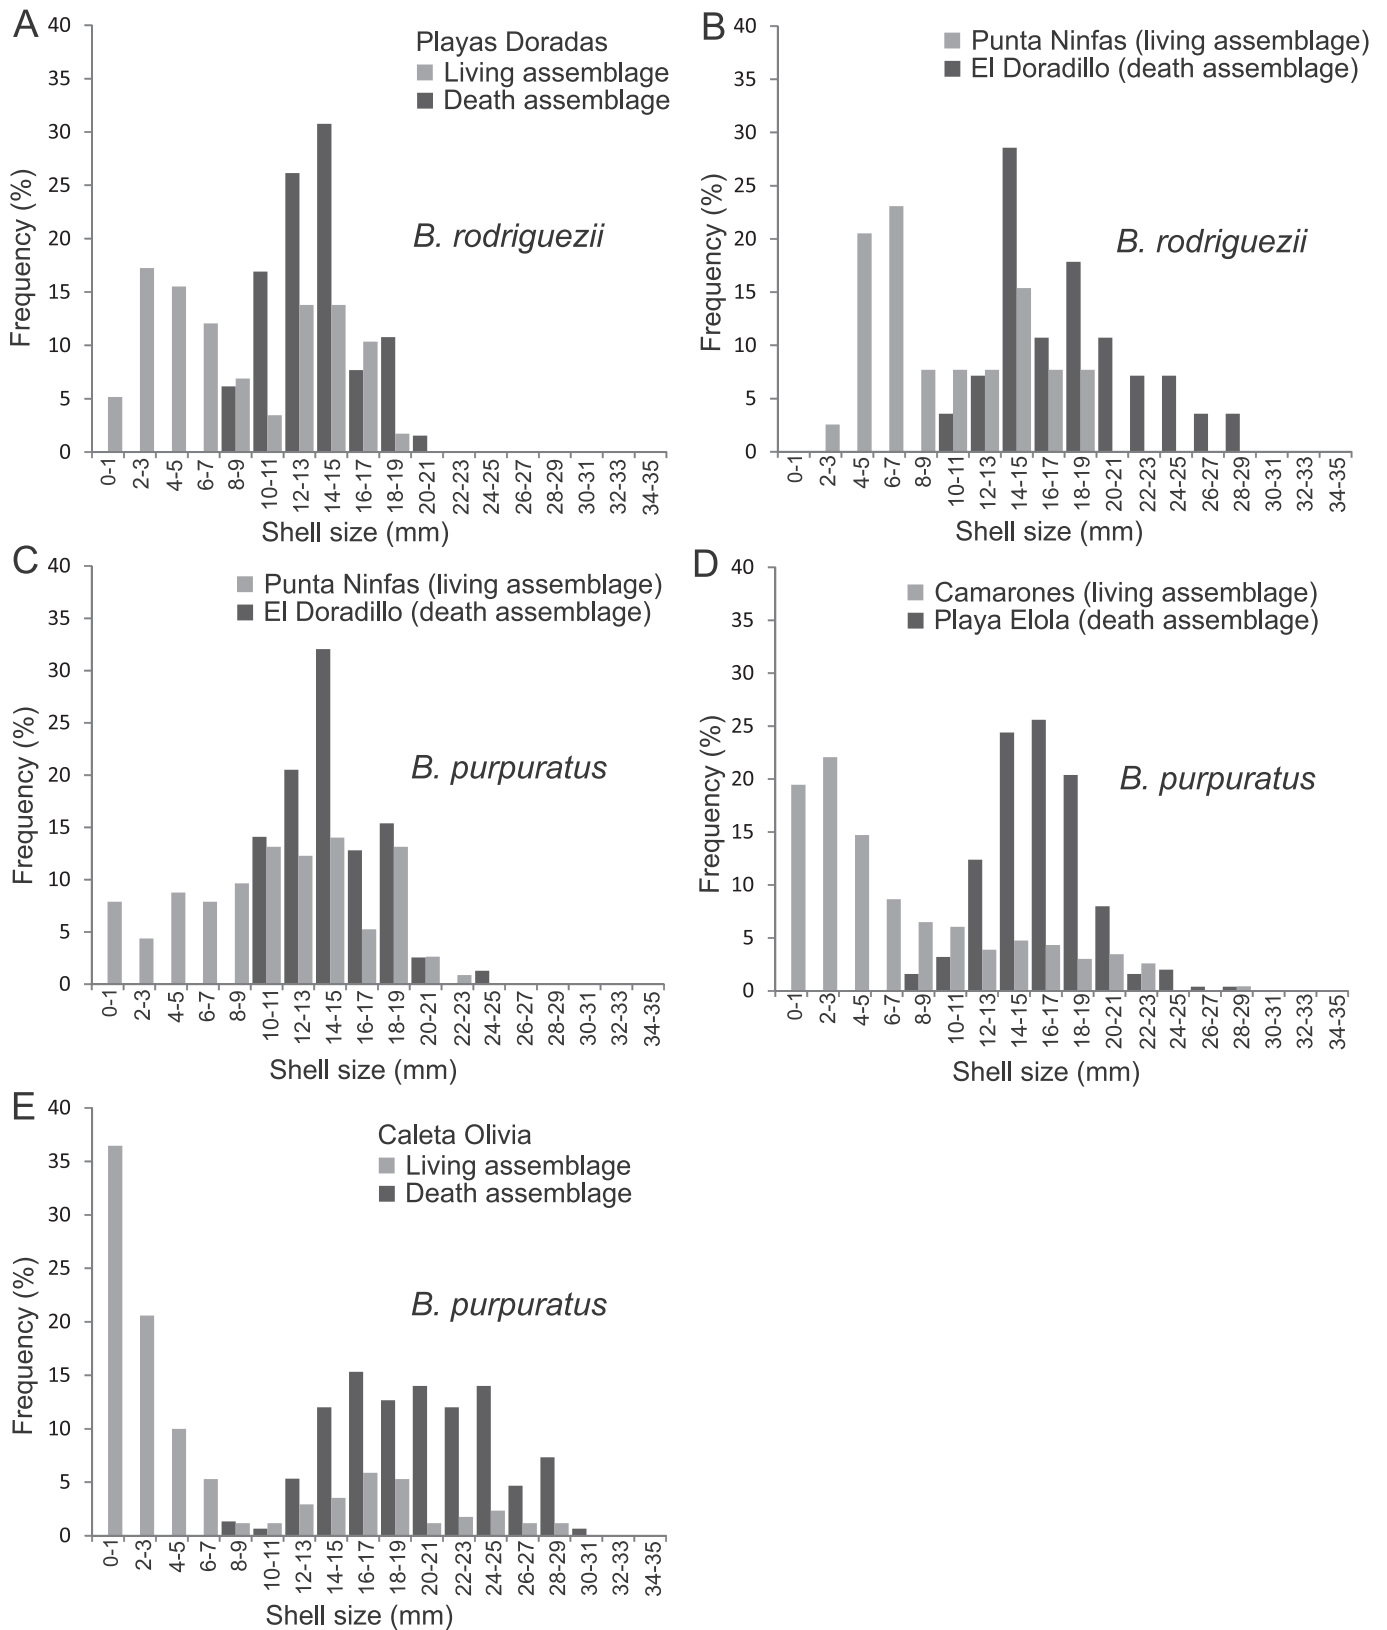 A
Playas Doradas
Living assemblage
Death assemblage
B. rodriguezii
Frequency (%)
40
35
30
25
20
15
10
5
0
0-1 2-3 4-5 6-7 8-9 10-11 12-13 14-15 16-17 18-19 20-21 22-23 24-25 26-27 28-29 30-31 32-33 34-35
Shell size (mm)
B
Punta Ninfas (living assemblage)
El Doradillo (death assemblage)
B. rodriguezii
Frequency (%)
40
35
30
25
20
15
10
5
0
0-1 2-3 4-5 6-7 8-9 10-11 12-13 14-15 16-17 18-19 20-21 22-23 24-25 26-27 28-29 30-31 32-33 34-35
Shell size (mm)
C
Punta Ninfas (living assemblage)
El Doradillo (death assemblage)
B. purpuratus
Frequency (%)
40
35
30
25
20
15
10
5
0
0-1 2-3 4-5 6-7 8-9 10-11 12-13 14-15 16-17 18-19 20-21 22-23 24-25 26-27 28-29 30-31 32-33 34-35
Shell size (mm)
D
Camarones (living assemblage)
Playa Elola (death assemblage)
B. purpuratus
Frequency (%)
40
35
30
25
20
15
10
5
0
0-1 2-3 4-5 6-7 8-9 10-11 12-13 14-15 16-17 18-19 20-21 22-23 24-25 26-27 28-29 30-31 32-33 34-35
Shell size (mm)
E
Caleta Olivia
Living assemblage
Death assemblage
B. purpuratus
Frequency (%)
40
35
30
25
20
15
10
5
0
0-1 2-3 4-5 6-7 8-9 10-11 12-13 14-15 16-17 18-19 20-21 22-23 24-25 26-27 28-29 30-31 32-33 34-35
Shell size (mm)